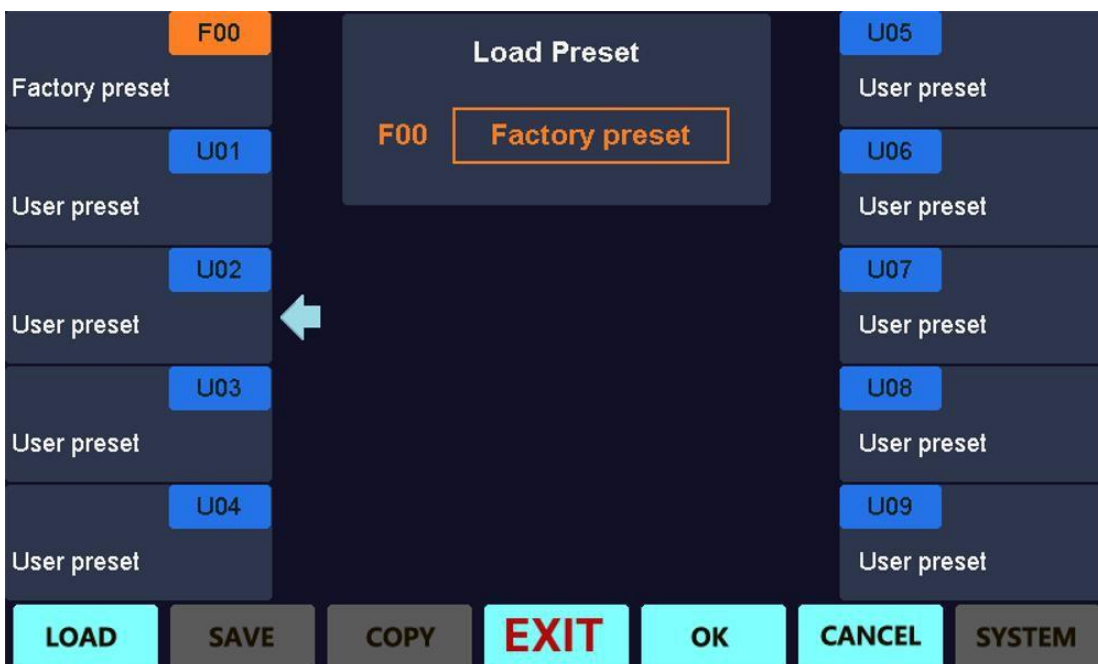 F00
Factory preset
U01
User preset
U02
User preset
U03
User preset
U04
User preset
Load Preset
F00 Factory preset
U05
User preset
U06
User preset
U07
User preset
U08
User preset
U09
User preset
LOAD SAVE COPY EXIT OK CANCEL SYSTEM